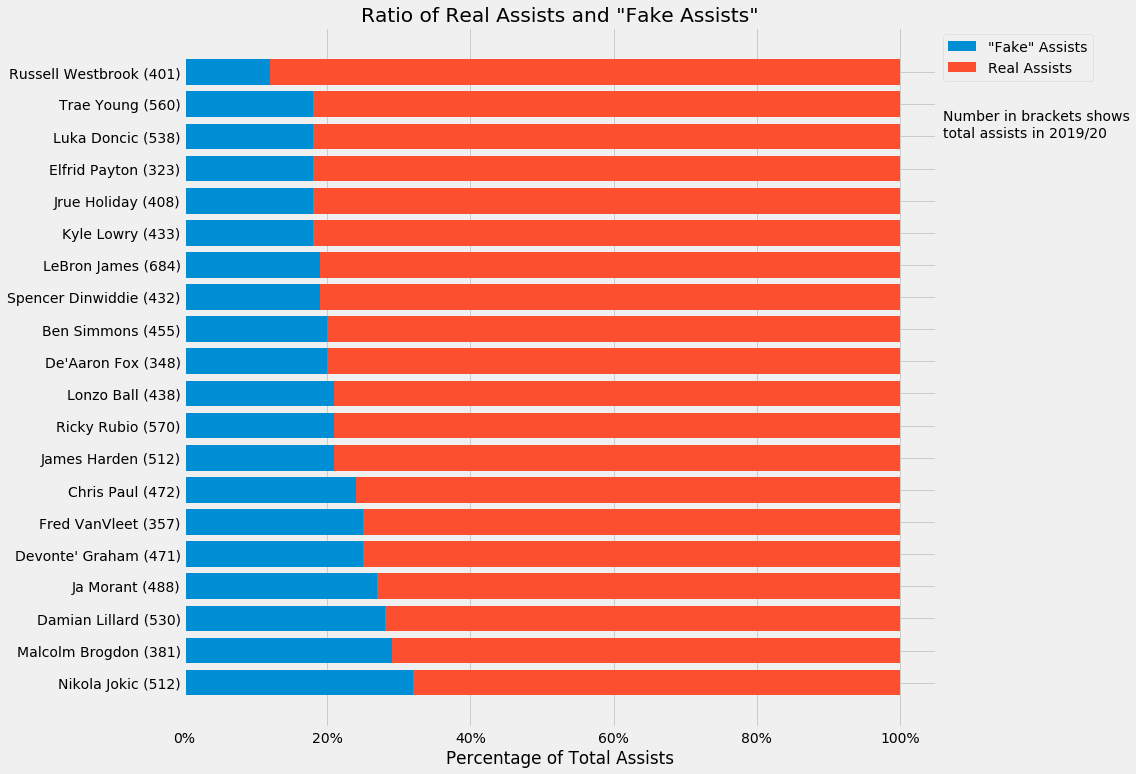 Ratio of Real Assists and "Fake Assists"
"Fake" Assists
Real Assists
Number in brackets shows
total assists in 2019/20
Russell Westbrook (401)
Trae Young (560)
Luka Doncic (538)
Elfrid Payton (323)
Jrue Holiday (408)
Kyle Lowry (433)
LeBron James (684)
Spencer Dinwiddie (432)
Ben Simmons (455)
De'Aaron Fox (348)
Lonzo Ball (438)
Ricky Rubio (570)
James Harden (512)
Chris Paul (472)
Fred VanVleet (357)
Devonte' Graham (471)
Ja Morant (488)
Damian Lillard (530)
Malcolm Brogdon (381)
Nikola Jokic (512)
0% 20% 40% 60% 80% 100%
Percentage of Total Assists